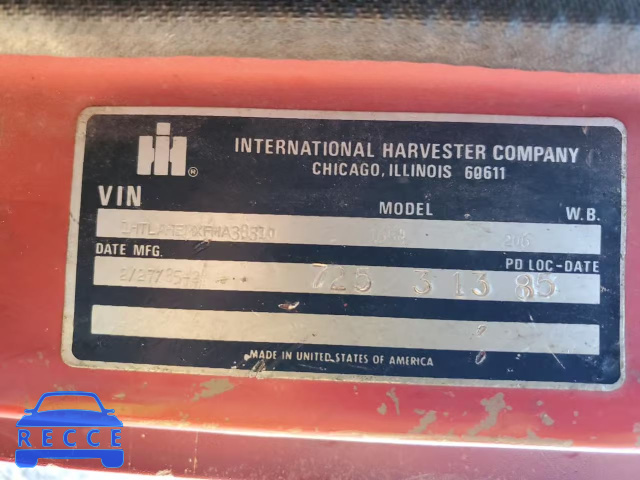 IH ®
INTERNATIONAL HARVESTER COMPANY
CHICAGO, ILLINOIS 60611
VIN MODEL W.B.
DATE MFG. PD LOC-DATE
725 3 13 85
MADE IN UNITED STATES OF AMERICA
RECCE